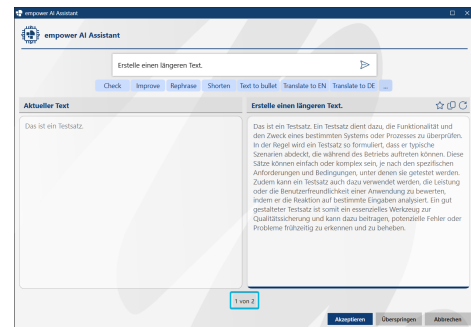 empower AI Assistant
empower AI Assistant
Erstelle einen längeren Text.
Check Improve Rephrase Shorten Text to bullet Translate to EN Translate to DE ...
Aktueller Text
Das ist ein Testsatz.
Erstelle einen längeren Text.
Das ist ein Testsatz. Ein Testsatz dient dazu, die Funktionalität und
den Zweck eines bestimmten Systems oder Prozesses zu überprüfen.
In der Regel wird ein Testsatz so formuliert, dass er typische
Szenarien abdeckt, die während des Betriebs auftreten können. Diese
Sätze können einfach oder komplex sein, je nach den spezifischen
Anforderungen und Bedingungen, unter denen sie getestet werden.
Zudem kann ein Testsatz auch dazu verwendet werden, die Leistung
oder die Benutzerfreundlichkeit einer Anwendung zu bewerten,
indem er die Reaktion auf bestimmte Eingaben analysiert. Ein gut
gestalteter Testsatz ist somit ein essenzielles Werkzeug zur
Qualitätssicherung und kann dazu beitragen, potenzielle Fehler oder
Probleme frühzeitig zu erkennen und zu beheben.
1 von 2
Akzeptieren Überspringen Abbrechen